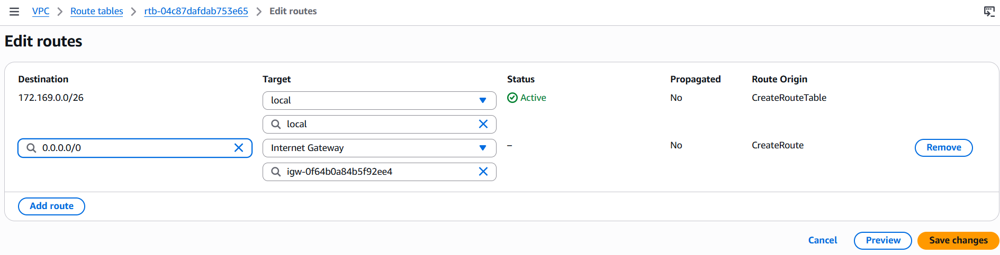 VPC > Route tables > rtb-04c87dafdab753e65 > Edit routes
Edit routes
Destination Target Status Propagated Route Origin
172.169.0.0/26 local Active No CreateRouteTable
local
0.0.0.0/0 Internet Gateway – No CreateRoute Remove
igw-0f64b0a84b5f92ee4
Add route
Cancel Preview Save changes